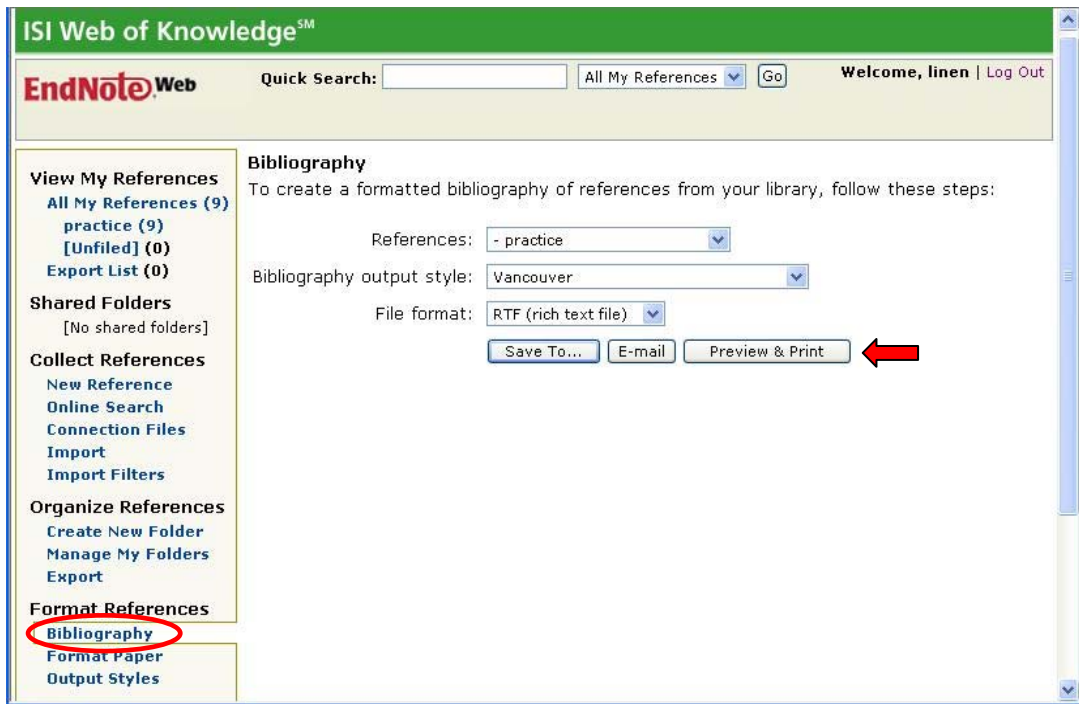 ISI Web of Knowledge℠
EndNote Web
Quick Search:
All My References
Go
Welcome, linen | Log Out
View My References
All My References (9)
practice (9)
[Unfiled] (0)
Export List (0)
Shared Folders
[No shared folders]
Collect References
New Reference
Online Search
Connection Files
Import
Import Filters
Organize References
Create New Folder
Manage My Folders
Export
Format References
Bibliography
Format Paper
Output Styles
Bibliography
To create a formatted bibliography of references from your library, follow these steps:
References: - practice
Bibliography output style: Vancouver
File format: RTF (rich text file)
Save To... E-mail Preview & Print